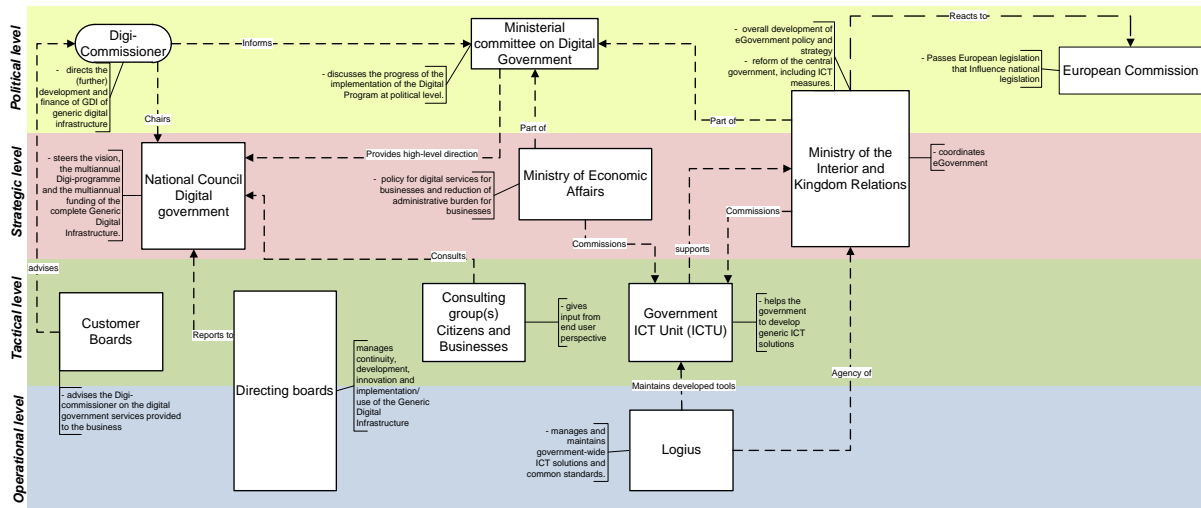 Political level
Digi-
Commissioner
- directs the
(further)
development and
finance of GDI of
generic digital
infrastructure
Informs
Chairs
Ministerial
committee on Digital
Government
- discusses the progress of the
implementation of the Digital
Program at political level.
Part of
- overall development of
eGovernment policy and
strategy
- reform of the central
government, including ICT
measures.
Part of
Reacts to
- Passes European legislation
that Influence national
legislation
European Commission
Strategic level
- steers the vision,
the multiannual
Digi-programme
and the multiannual
funding of the
complete Generic
Digital
Infrastructure.
National Council
Digital
government
Provides high-level direction
- policy for digital services for
businesses and reduction of
administrative burden for
businesses
Ministry of Economic
Affairs
Ministry of the
Interior and
Kingdom Relations
- coordinates
eGovernment
Commissions
Commissions
supports
Consults
Tactical level
advises
Customer
Boards
Reports to
Directing boards
manages
continuity,
development,
innovation and
implementation/
use of the Generic
Digital
Infrastructure
Consulting
group(s)
Citizens and
Businesses
- gives
input from
end user
perspective
Government
ICT Unit (ICTU)
- helps the
government
to develop
generic ICT
solutions
Agency of
Maintains developed tools
Operational level
- advises the Digi-
commissioner on the digital
government services provided
to the business
- manages and
maintains
government-wide
ICT solutions and
common standards.
Logius